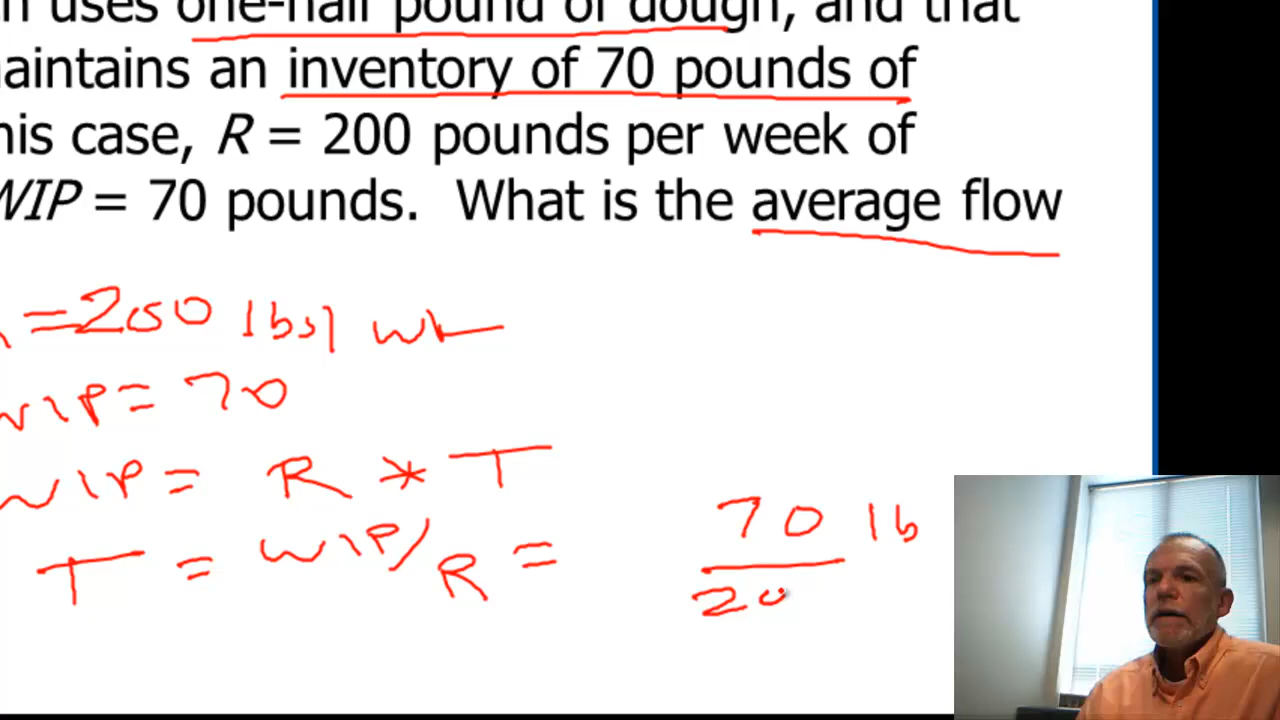 uses one-half pound of dough, and that
maintains an inventory of 70 pounds of
this case, R = 200 pounds per week of
WIP = 70 pounds. What is the average flow
= 200 lbs/ wk
WIP = 70
WIP = R * T
T = WIP/R = 70 lb
20